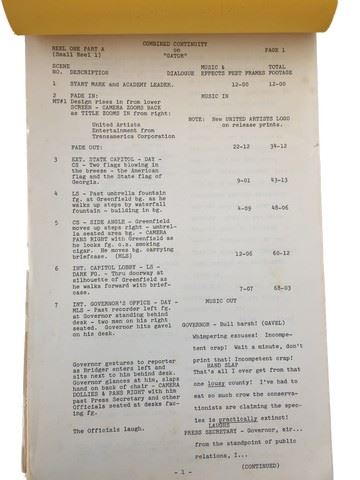 COMBINED CONTINUITY
REEL ONE PART A on PAGE 1
(Small Reel 1) "GATOR"
SCENE MUSIC & TOTAL
NO. DESCRIPTION DIALOGUE EFFECTS FEET FRAMES FOOTAGE
1 START MARK and ACADEMY LEADER. 12-00 12-00
2 FADE IN: MUSIC IN
MT#1 Design rises in from lower
SCREEN - CAMERA ZOOMS BACK
as TITLE ZOOMS IN from right:
NOTE: New UNITED ARTISTS LOGO
United Artists on release prints.
Entertainment from
Transamerica Corporation
FADE OUT: 22-12 34-12
3 EXT. STATE CAPITOL - DAY -
CS - Two flags blowing in
the breeze - the American
flag and the State flag of
Georgia. 9-01 43-13
4 LS - Past umbrella fountain
fg. at Greenfield bg. as he
walks up steps by waterfall
fountain - building in bg. 4-09 48-06
5 CS - SIDE ANGLE - Greenfield
moves up steps right - umbrel-
la seated area bg. - CAMERA
PANS RIGHT with Greenfield as
he looks fg. o.s. smoking
cigar. He moves bg. carrying
briefcase. (MLS) 12-06 60-12
6 INT. CAPITOL LOBBY - LS -
DARK FG. - Thru doorway at
silhouette of Greenfield as
he walks forward with brief-
case. 7-07 68-03
7 INT. GOVERNOR'S OFFICE - DAY - MUSIC OUT
MLS - Past recorder left fg.
at Governor standing behind
desk - two men on his right
seated. Governor hits gavel GOVERNOR - Bull harsh! (GAVEL)
on his desk.
Whimpering excuses! Incompe-
tent crap! Wait a minute, don't
print that! Incompetent crap!
Governor gestures to reporter HAND SLAP
as Bridger enters left and That's all I ever get from that
sits next to him behind desk.
Governor glances at him, slaps one lousy county! I've had to
hand on back of chair - CAMERA
DOLLIES & PANS RIGHT with him eat so such crow the conserva-
past Press Secretary and other
Officials seated at desks fac- tionists are claiming the spec-
ing fg.
ies is practically extinct!
LAUGHS
The Officials laugh. PRESS SECRETARY - Governor, sir...
from the standpoint of public
relations, I...
(CONTINUED)
- 1 -